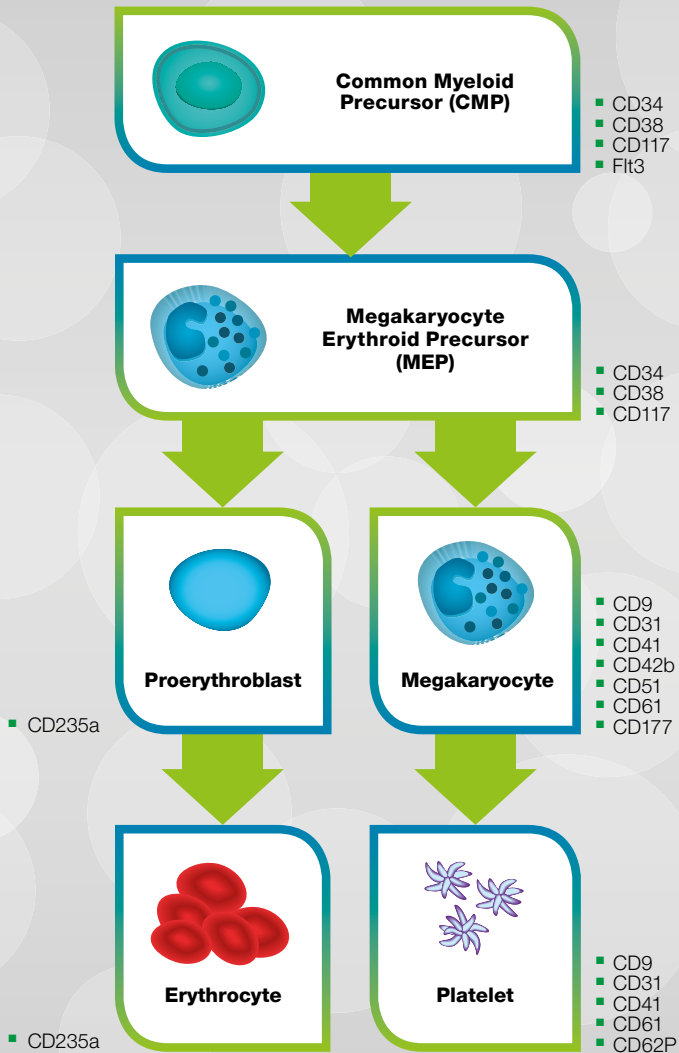 Common Myeloid
Precursor (CMP)
CD34
CD38
CD117
Flt3
Megakaryocyte
Erythroid Precursor
(MEP)
CD34
CD38
CD117
Proerythroblast
CD235a
Megakaryocyte
CD9
CD31
CD41
CD42b
CD51
CD61
CD177
Erythrocyte
CD235a
Platelet
CD9
CD31
CD41
CD61
CD62P